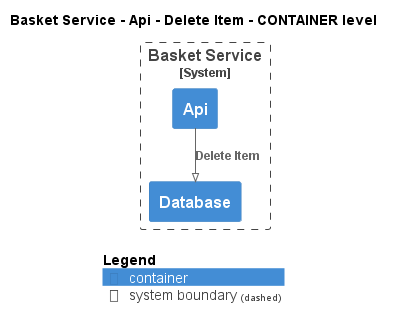 Basket Service - Api - Delete Item - CONTAINER level
Basket Service
[System]
Api
Delete Item
Database
Legend
container
system boundary (dashed)